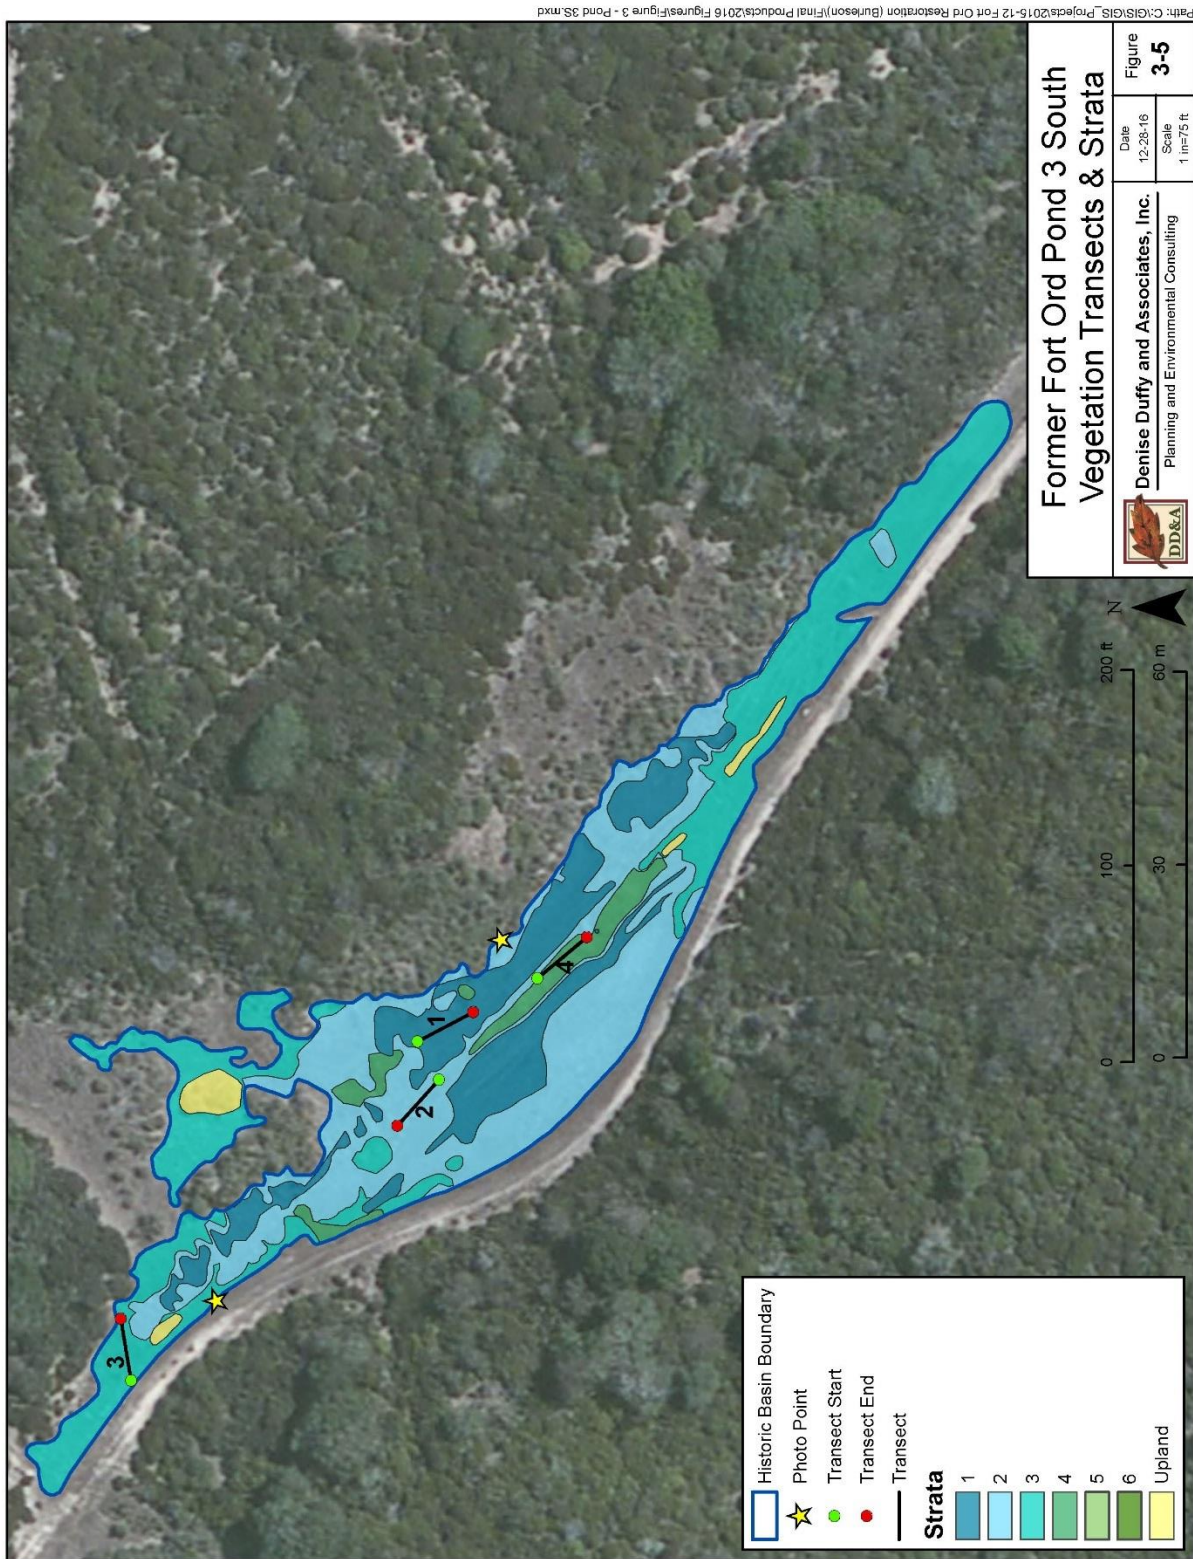 Path: C:\GIS\GIS_Projects\2015-12 Fort Ord Restoration (Burleson)\Final Products\2016 Figures\Figure 3 - Pond 3S.mxd
Former Fort Ord Pond 3 South
Vegetation Transects & Strata
Date
12-28-16
Scale
1 in=75 ft
Figure
3-5
DD&A
Denise Duffy and Associates, Inc.
Planning and Environmental Consulting
3
2
1
4
N
0 100 200 ft
0 30 60 m
Historic Basin Boundary
Photo Point
Transect Start
Transect End
Transect
Strata
1
2
3
4
5
6
Upland